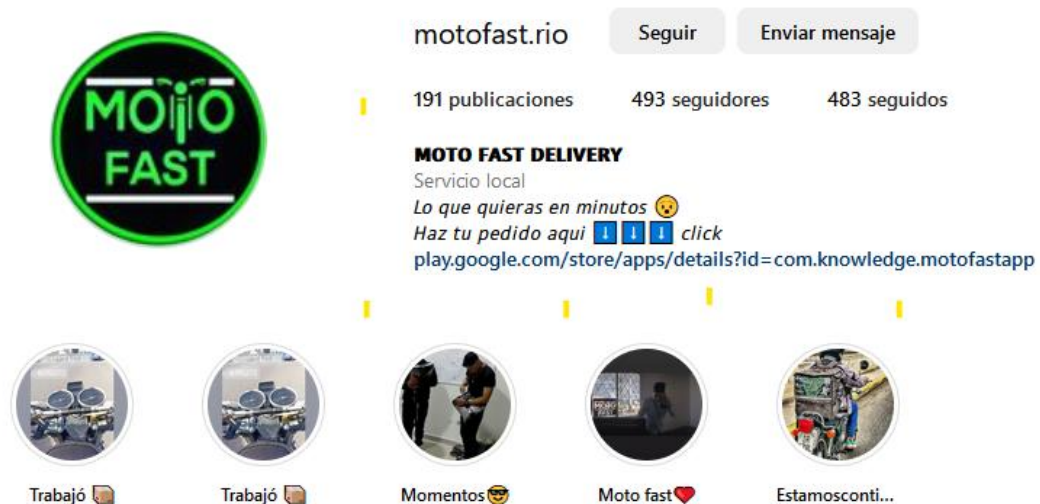 MOTO
FAST
motofast.rio Seguir Enviar mensaje
191 publicaciones 493 seguidores 483 seguidos
MOTO FAST DELIVERY
Servicio local
Lo que quieras en minutos 😮
Haz tu pedido aqui ⬇️⬇️⬇️ click
play.google.com/store/apps/details?id=com.knowledge.motofastapp
Trabajó 📦 Trabajó 📦 Momentos😎 Moto fast❤️ Estamosconti...